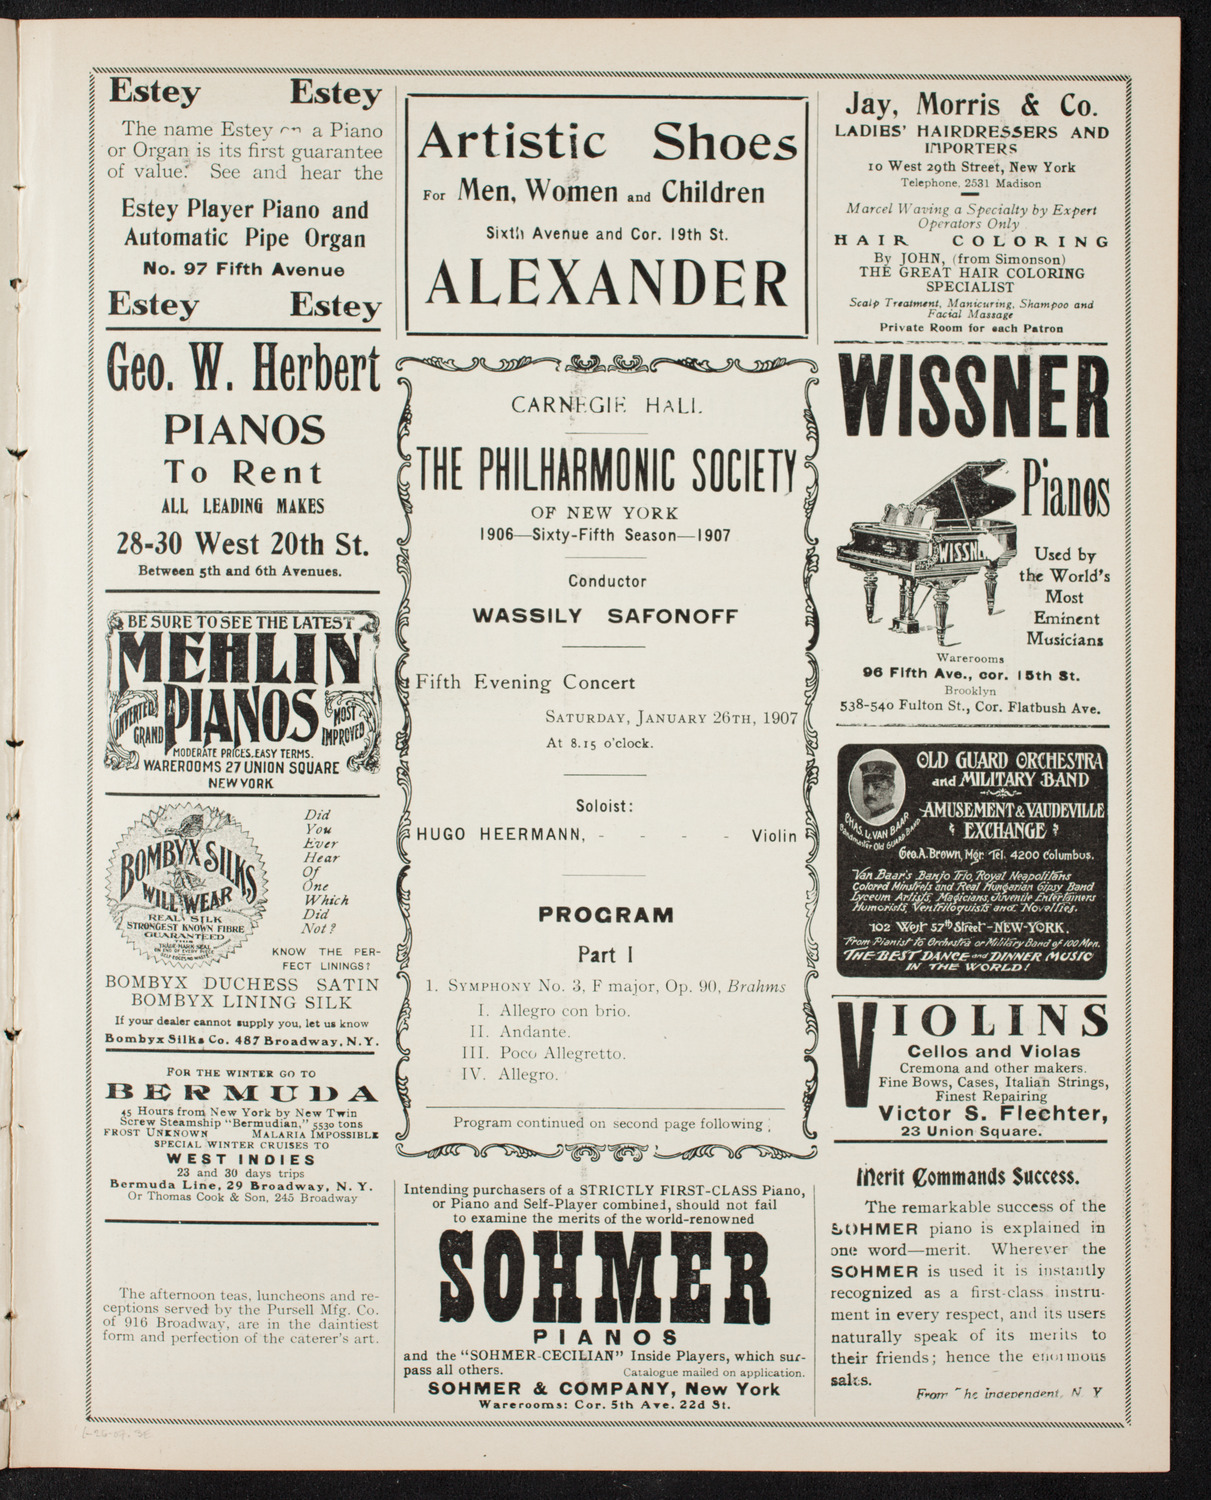 Estey Estey
The name Estey on a Piano
or Organ is its first guarantee
of value. See and hear the
Estey Player Piano and
Automatic Pipe Organ
No. 97 Fifth Avenue
Estey Estey
Geo. W. Herbert
PIANOS
To Rent
ALL LEADING MAKES
28-30 West 20th St.
Between 5th and 6th Avenues.
BE SURE TO SEE THE LATEST
MEHLIN
PIANOS
INVERTED
GRAND
MOST
IMPROVED
MODERATE PRICES. EASY TERMS.
WAREROOMS 27 UNION SQUARE
NEW YORK
BOMBYX SILKS
WILL WEAR
REAL SILK
STRONGEST KNOWN FIBRE
GUARANTEED
Did
You
Ever
Hear
Of
One
Which
Did
Not?
KNOW THE PER-
FECT LININGS?
BOMBYX DUCHESS SATIN
BOMBYX LINING SILK
If your dealer cannot supply you, let us know
Bombyx Silks Co. 487 Broadway, N.Y.
FOR THE WINTER GO TO
BERMUDA
45 Hours from New York by New Twin
Screw Steamship "Bermudian," 5530 tons
FROST UNKNOWN MALARIA IMPOSSIBLE
SPECIAL WINTER CRUISES TO
WEST INDIES
23 and 30 days trips
Bermuda Line, 29 Broadway, N. Y.
Or Thomas Cook & Son, 245 Broadway
The afternoon teas, luncheons and re-
ceptions served by the Pursell Mfg. Co.
of 916 Broadway, are in the daintiest
form and perfection of the caterer's art.
Artistic Shoes
For Men, Women and Children
Sixth Avenue and Cor. 19th St.
ALEXANDER
CARNEGIE HALL
THE PHILHARMONIC SOCIETY
OF NEW YORK
1906—Sixty-Fifth Season—1907
Conductor
WASSILY SAFONOFF
Fifth Evening Concert
SATURDAY, JANUARY 26TH, 1907
At 8.15 o'clock.
Soloist:
HUGO HEERMANN, - - - - Violin
PROGRAM
Part I
1. SYMPHONY No. 3, F major, Op. 90, Brahms
I. Allegro con brio.
II. Andante.
III. Poco Allegretto.
IV. Allegro.
Program continued on second page following
Intending purchasers of a STRICTLY FIRST-CLASS Piano,
or Piano and Self-Player combined, should not fail
to examine the merits of the world-renowned
SOHMER
PIANOS
and the "SOHMER-CECILIAN" Inside Players, which sur-
pass all others. Catalogue mailed on application.
SOHMER & COMPANY, New York
Warerooms: Cor. 5th Ave. 22d St.
Jay, Morris & Co.
LADIES' HAIRDRESSERS AND
IMPORTERS
10 West 29th Street, New York
Telephone, 2531 Madison
Marcel Waving a Specialty by Expert
Operators Only
HAIR COLORING
By JOHN, (from Simonson)
THE GREAT HAIR COLORING
SPECIALIST
Scalp Treatment, Manicuring, Shampoo and
Facial Massage
Private Room for each Patron
WISSNER
Pianos
WISSN
Used by
the World's
Most
Eminent
Musicians
Warerooms
96 Fifth Ave., cor. 15th St.
Brooklyn
538-540 Fulton St., Cor. Flatbush Ave.
OLD GUARD ORCHESTRA
and MILITARY BAND
CHAS. L. VAN BAAR
Bandmaster Old Guard Band
AMUSEMENT & VAUDEVILLE
EXCHANGE
Geo. A. Brown, Mgr. Tel. 4200 Columbus.
Van Baar's Banjo Trio, Royal Neapolitans
Colored Minstrels and Real Hungarian Gipsy Band
Lyceum Artists, Magicians, Juvenile Entertainers
Humorists, Ventriloquists and Novelties.
102 West 57th Street-NEW-YORK.
From Pianist to Orchestra or Military Band of 100 Men.
THE BEST DANCE and DINNER MUSIC
IN THE WORLD!
VIOLINS
Cellos and Violas
Cremona and other makers.
Fine Bows, Cases, Italian Strings,
Finest Repairing
Victor S. Flechter,
23 Union Square.
Merit Commands Success.
The remarkable success of the
SOHMER piano is explained in
one word—merit. Wherever the
SOHMER is used it is instantly
recognized as a first-class instru-
ment in every respect, and its users
naturally speak of its merits to
their friends; hence the enormous
sales.
From The Independent, N. Y
1-26-07. SE